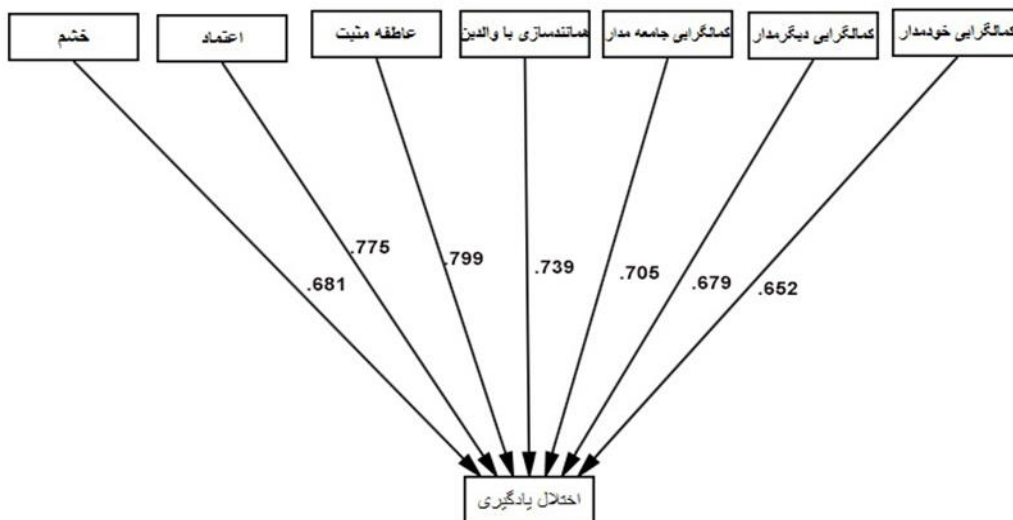 کمالگرایی خودمدار
کمالگرایی دیگرمدار
کمالگرایی جامعه مدار
همانندسازی با والدین
عاطفه مثبت
اعتماد
خشم
.652
.679
.705
.739
.799
.775
.681
اختلال یادگیری